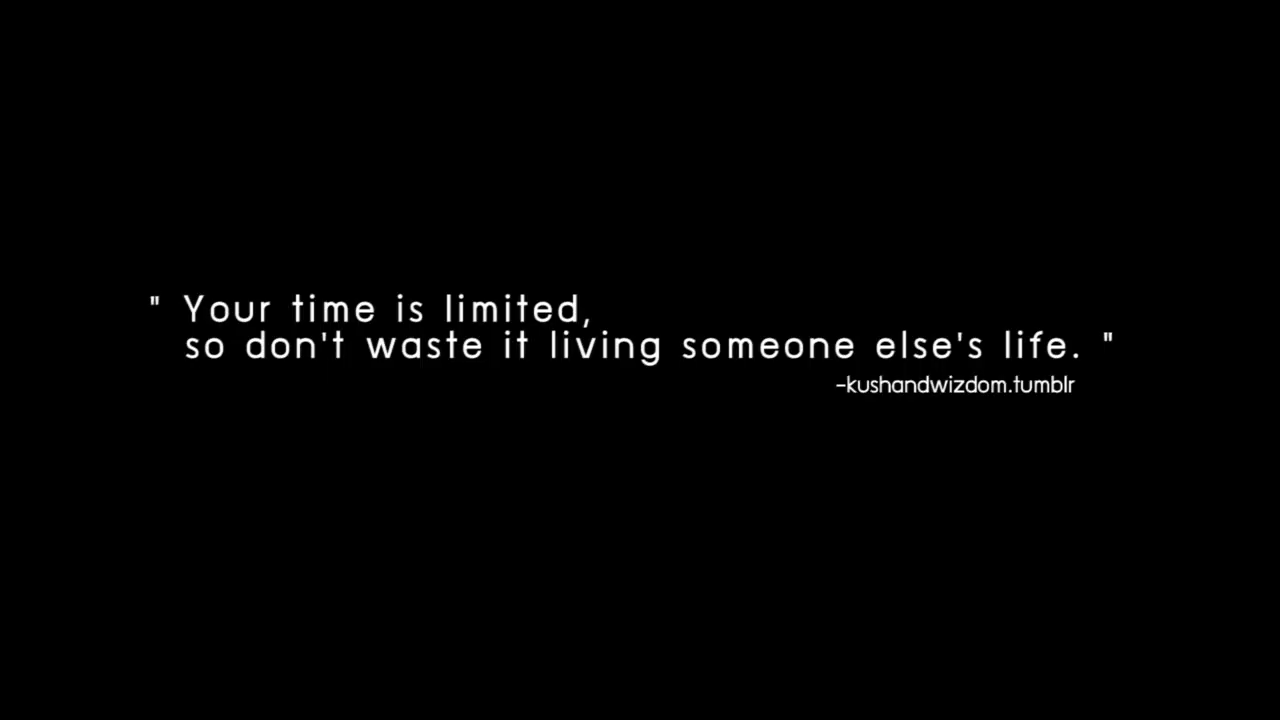 " Your time is limited,
so don't waste it living someone else's life. "
-kushandwizdom.tumblr